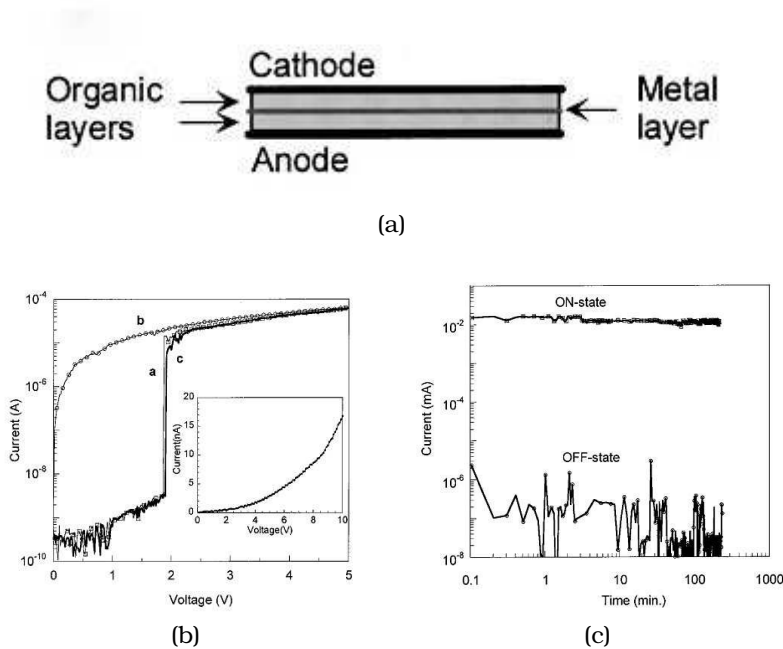 Cathode
Organic
layers
Metal
layer
Anode
(a)
10-4
10-6
10-8
10-10
Current (A)
0 1 2 3 4 5
Voltage (V)
a
b
c
20
15
10
5
0
Current(nA)
0 2 4 6 8 10
Voltage(V)
(b)
10-2
10-4
10-6
10-8
Current (mA)
ON-state
OFF-state
0.1 1 10 100 1000
Time (min.)
(c)